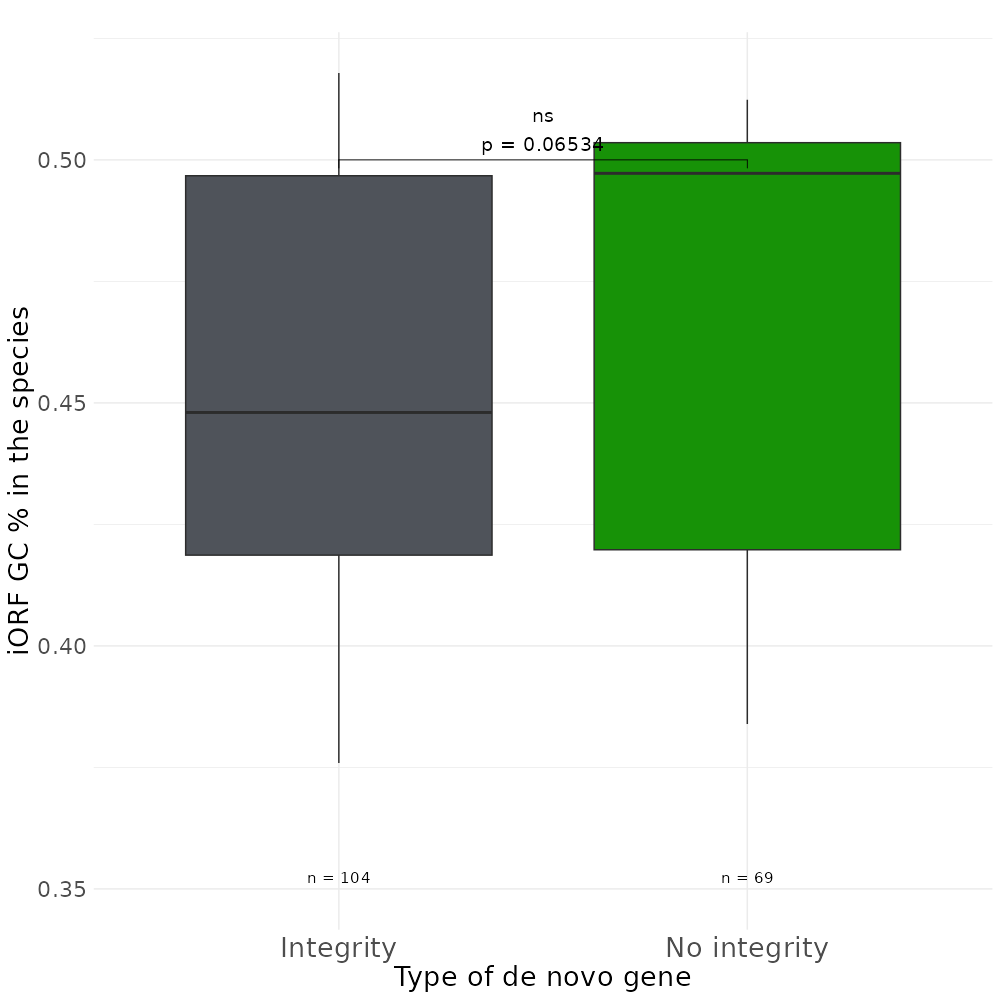 ns
p = 0.06534
0.50
0.45
0.40
0.35
iORF GC % in the species
n = 104
n = 69
Integrity
No integrity
Type of de novo gene